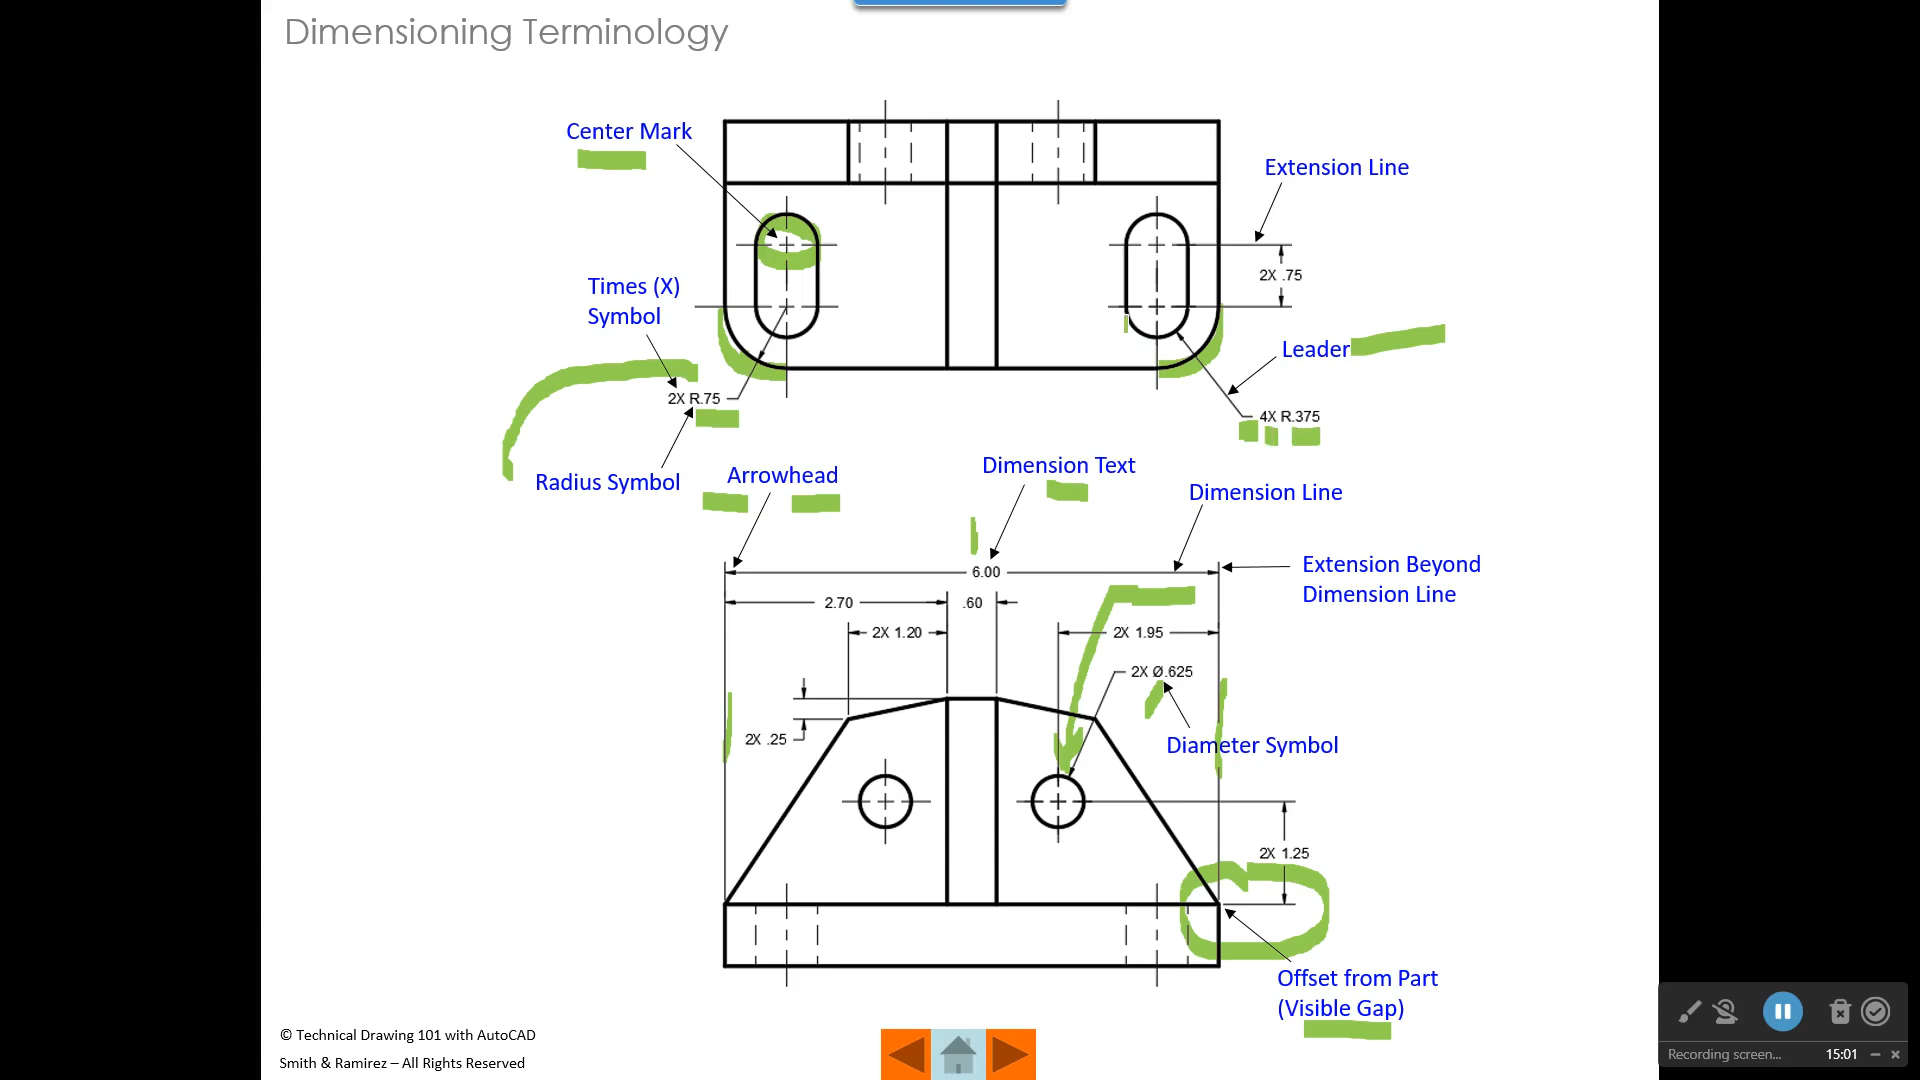 Dimensioning Terminology
Center Mark
Extension Line
2X .75
Times (X)
Symbol
Leader
2X R.75
4X R.375
Radius Symbol
Arrowhead
Dimension Text
Dimension Line
6.00
Extension Beyond
Dimension Line
2.70
.60
2X 1.20
2X 1.95
2X Ø.625
2X .25
Diameter Symbol
2X 1.25
Offset from Part
(Visible Gap)
© Technical Drawing 101 with AutoCAD
Smith & Ramirez – All Rights Reserved
Recording screen... 15:01